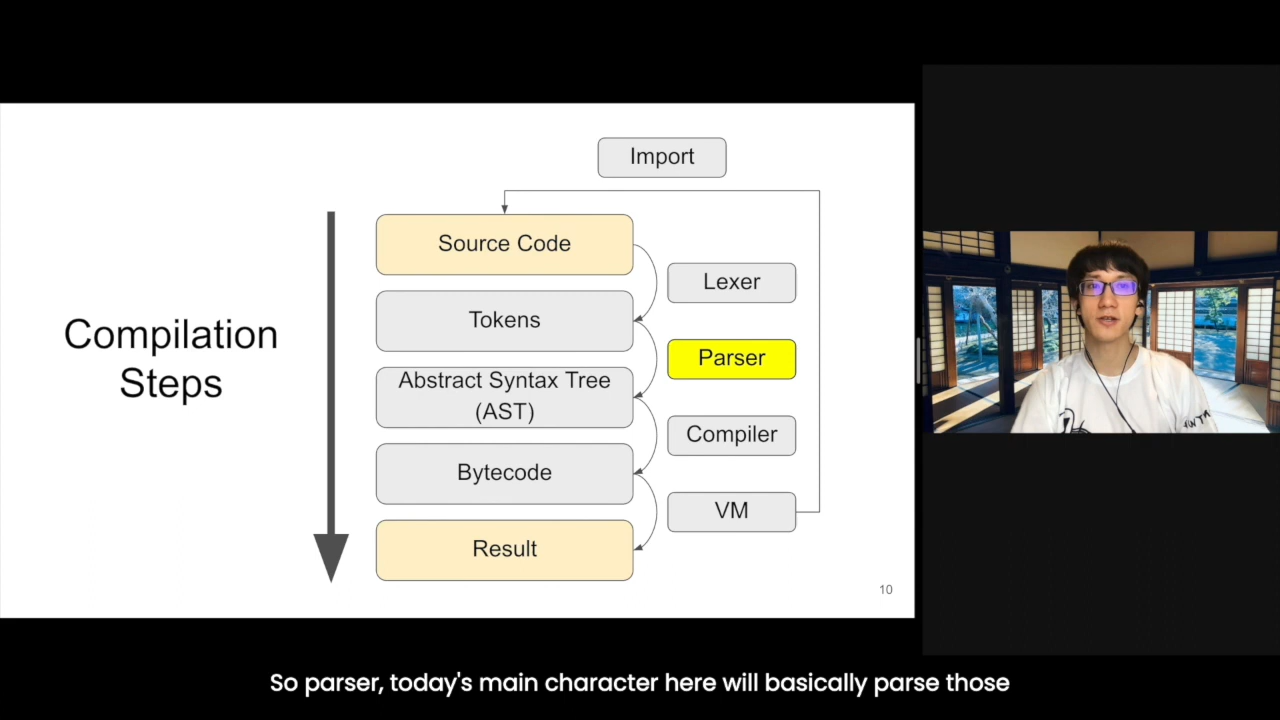 Import
Compilation
Steps
Source Code
Lexer
Tokens
Parser
Abstract Syntax Tree
(AST)
Compiler
Bytecode
VM
Result
10
So parser, today's main character here will basically parse those